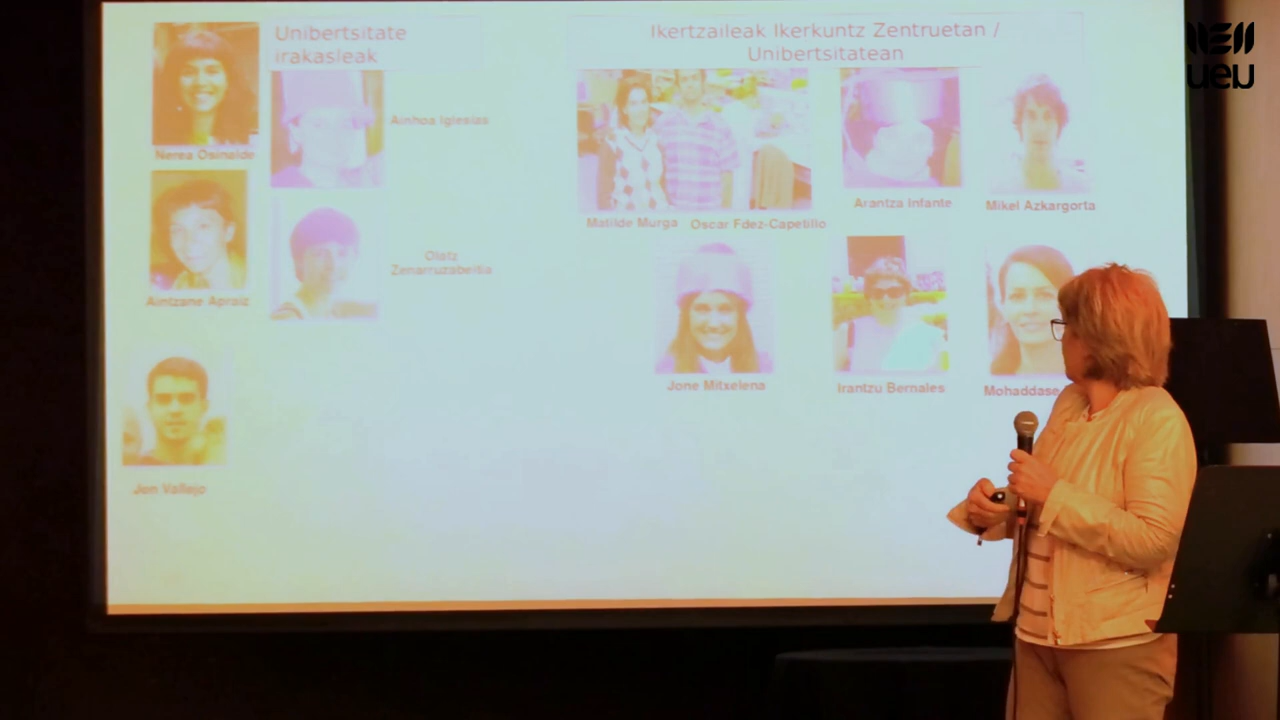 Unibertsitate
irakasleak
Nerea Osinalde
Ainhoa Iglesias
Aintzane Apraiz
Olatz
Zenarruzabeitia
Jon Vallejo
Ikertzaileak Ikerkuntz Zentruetan /
Unibertsitatean
Matilde Murga
Oscar Fdez-Capetillo
Arantza Infante
Mikel Azkargorta
Jone Mitxelena
Irantzu Bernales
Mohaddase
ueu